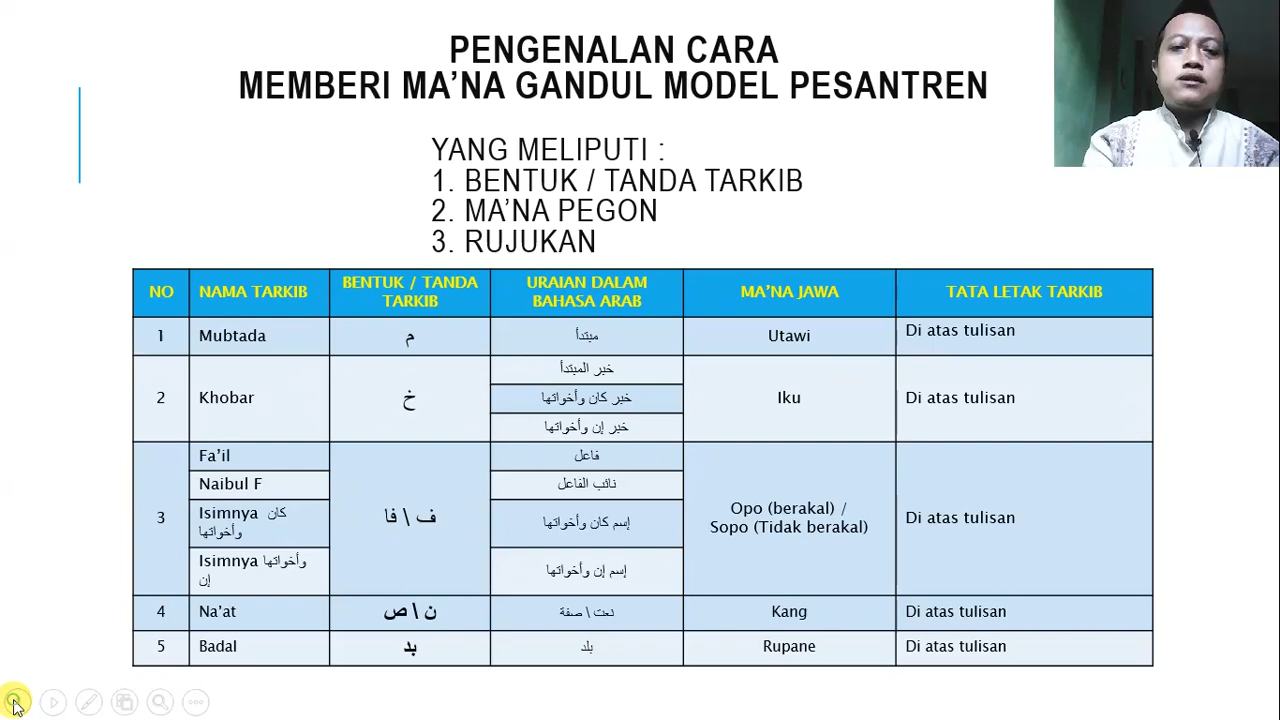 PENGENALAN CARA
MEMBERI MA'NA GANDUL MODEL PESANTREN
YANG MELIPUTI :
1. BENTUK / TANDA TARKIB
2. MA'NA PEGON
3. RUJUKAN
NO NAMA TARKIB BENTUK / TANDA TARKIB URAIAN DALAM BAHASA ARAB MA'NA JAWA TATA LETAK TARKIB
1 Mubtada م مبتدأ Utawi Di atas tulisan
2 Khobar خ خبر المبتدأ Iku Di atas tulisan
خبر كان وأخواتها
خبر إن وأخواتها
3 Fa'il ف \ فا فاعل Opo (berakal) / Sopo (Tidak berakal) Di atas tulisan
Naibul F نائب الفاعل
Isimnya كان وأخواتها إسم كان وأخواتها
Isimnya وأخواتها إن إسم إن وأخواتها
4 Na'at ن \ ص نعت \ صفة Kang Di atas tulisan
5 Badal بد بلد Rupane Di atas tulisan